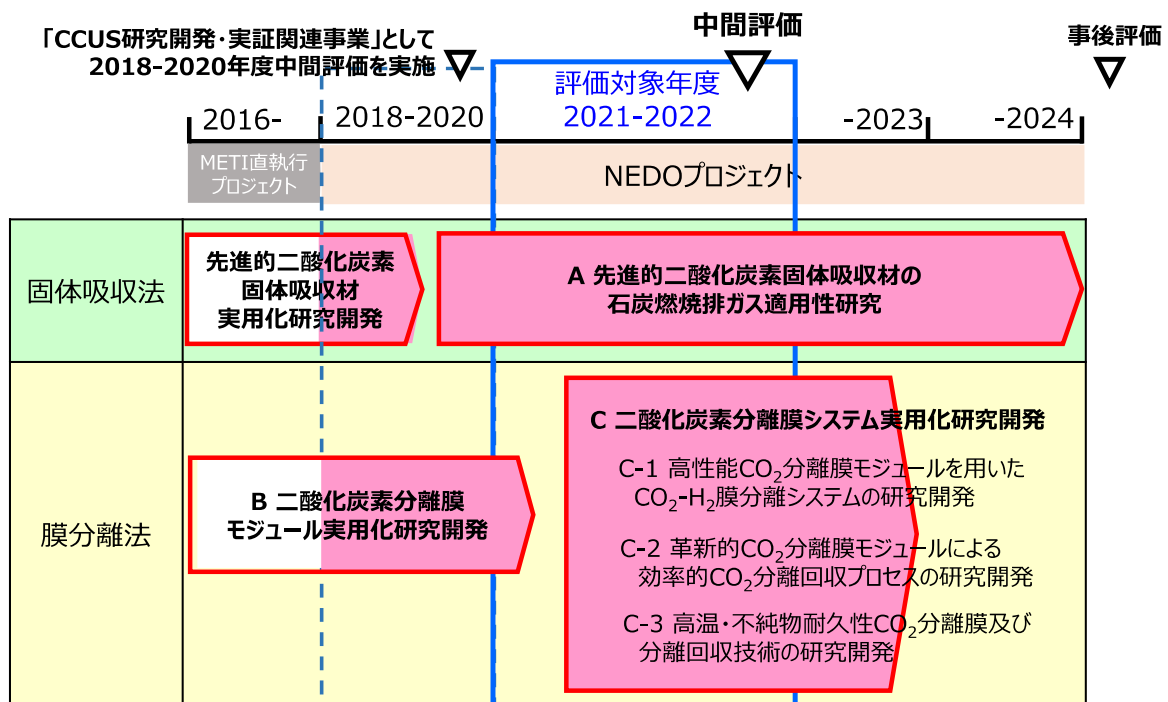 「CCUS研究開発・実証関連事業」として
2018-2020年度中間評価を実施
中間評価
事後評価
評価対象年度
2021-2022
2016-
2018-2020
-2023
-2024
METI直執行
プロジェクト
NEDOプロジェクト
固体吸収法
先進的二酸化炭素
固体吸収材
実用化研究開発
A 先進的二酸化炭素固体吸収材の
石炭燃焼排ガス適用性研究
膜分離法
B 二酸化炭素分離膜
モジュール実用化研究開発
C 二酸化炭素分離膜システム実用化研究開発
C-1 高性能CO₂分離膜モジュールを用いた
CO₂-H₂膜分離システムの研究開発
C-2 革新的CO₂分離膜モジュールによる
効率的CO₂分離回収プロセスの研究開発
C-3 高温・不純物耐久性CO₂分離膜及び
分離回収技術の研究開発